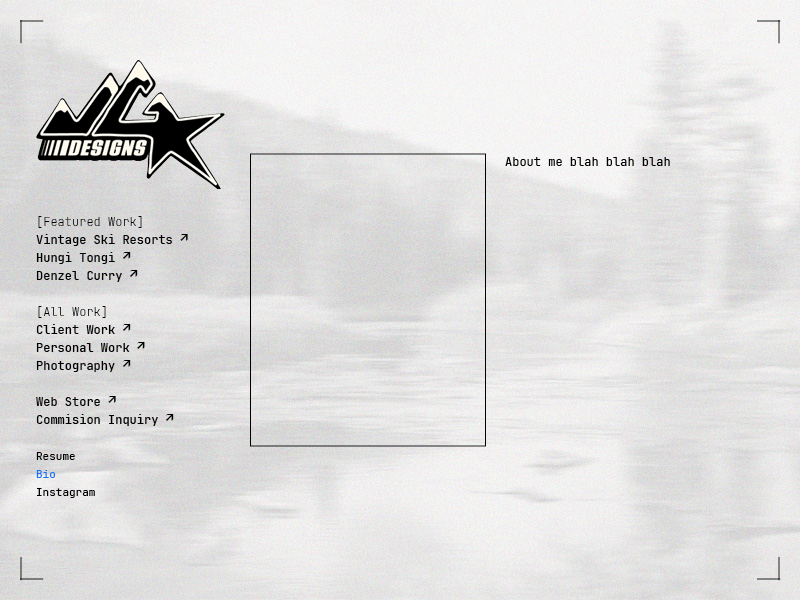 JG
DESIGNS
About me blah blah blah
[Featured Work]
Vintage Ski Resorts
Hungi Tongi
Denzel Curry
[All Work]
Client Work
Personal Work
Photography
Web Store
Commision Inquiry
Resume
Bio
Instagram